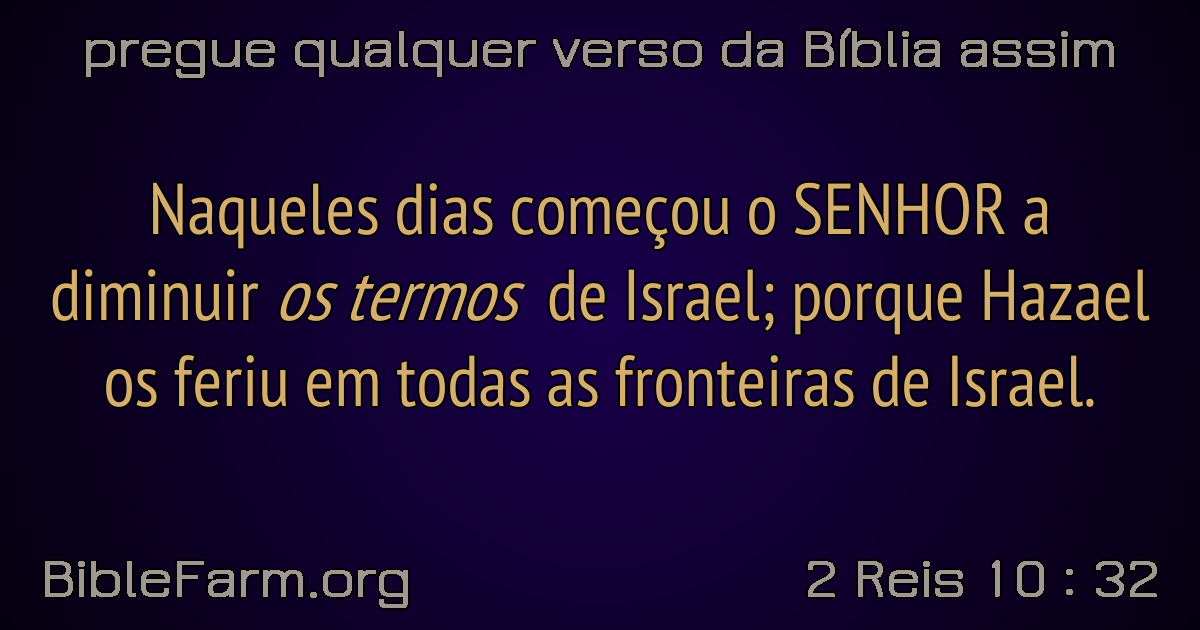 pregue qualquer verso da Bíblia assim
Naqueles dias começou o SENHOR a
diminuir os termos de Israel; porque Hazael
os feriu em todas as fronteiras de Israel.
BibleFarm.org
2 Reis 10 : 32